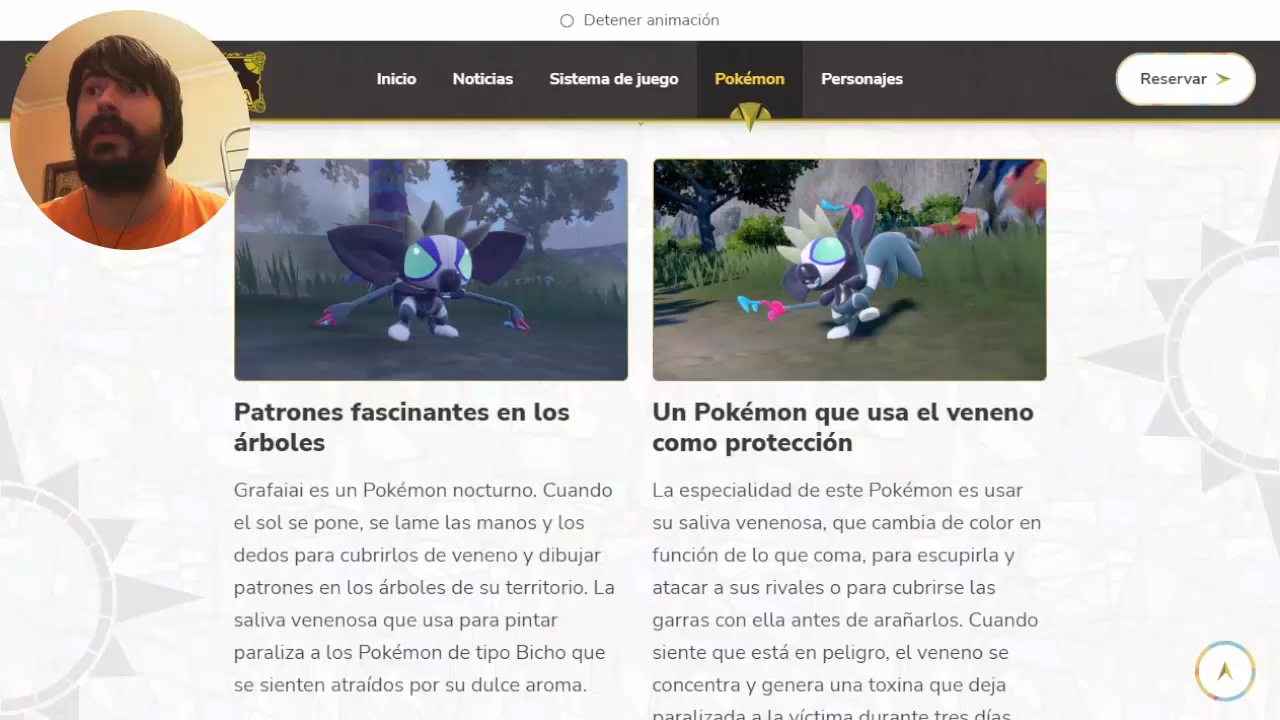 Detener animación
Inicio
Noticias
Sistema de juego
Pokémon
Personajes
Reservar
Patrones fascinantes en los
árboles
Grafaiai es un Pokémon nocturno. Cuando
el sol se pone, se lame las manos y los
dedos para cubrirlos de veneno y dibujar
patrones en los árboles de su territorio. La
saliva venenosa que usa para pintar
paraliza a los Pokémon de tipo Bicho que
se sienten atraídos por su dulce aroma.
Un Pokémon que usa el veneno
como protección
La especialidad de este Pokémon es usar
su saliva venenosa, que cambia de color en
función de lo que coma, para escupirla y
atacar a sus rivales o para cubrirse las
garras con ella antes de arañarlos. Cuando
siente que está en peligro, el veneno se
concentra y genera una toxina que deja
paralizada a la víctima durante tres días